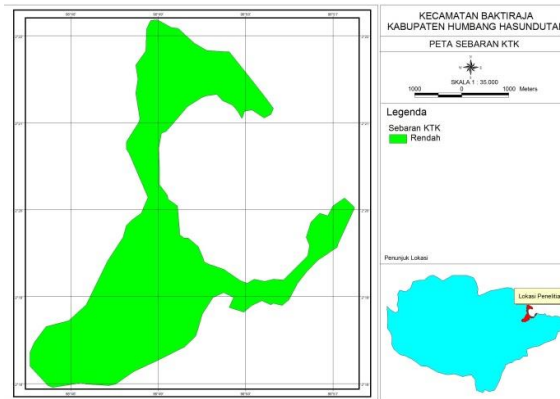 KECAMATAN BAKTIRAJA
KABUPATEN HUMBANG HASUNDUTAN
PETA SEBARAN KTK
SKALA 1 : 35.000
1000 0 1000 Meters
Legenda
Sebaran KTK
Rendah
Penunjuk Lokasi
Lokasi Penelitia